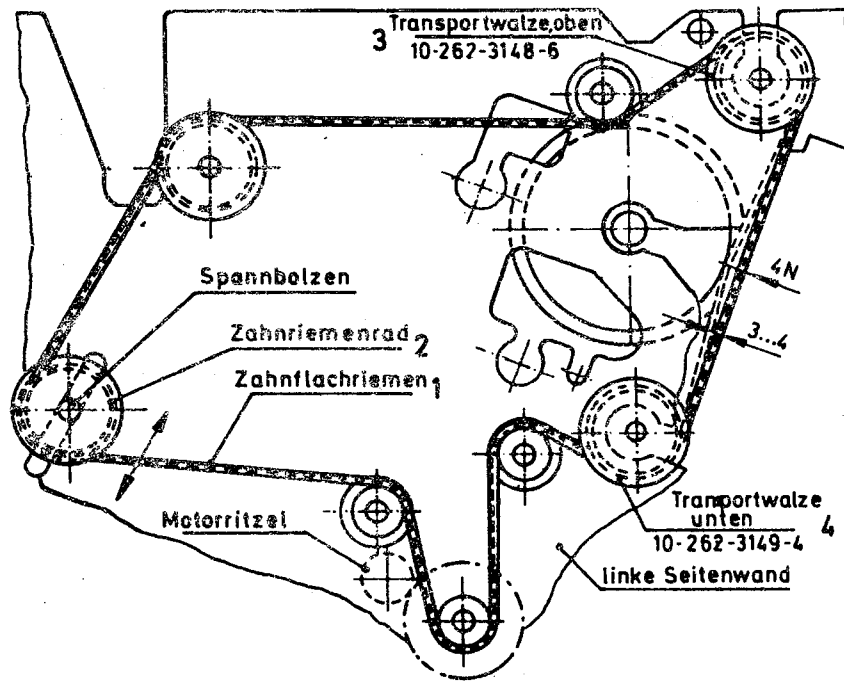 3 Transportwalze,oben
10-262-3148-6
Spannbolzen
Zahnriemenrad 2
Zahnflachriemen 1
4N
3...4
Motorritzel
Tranportwalze
unten 4
10-262-3149-4
linke Seitenwand